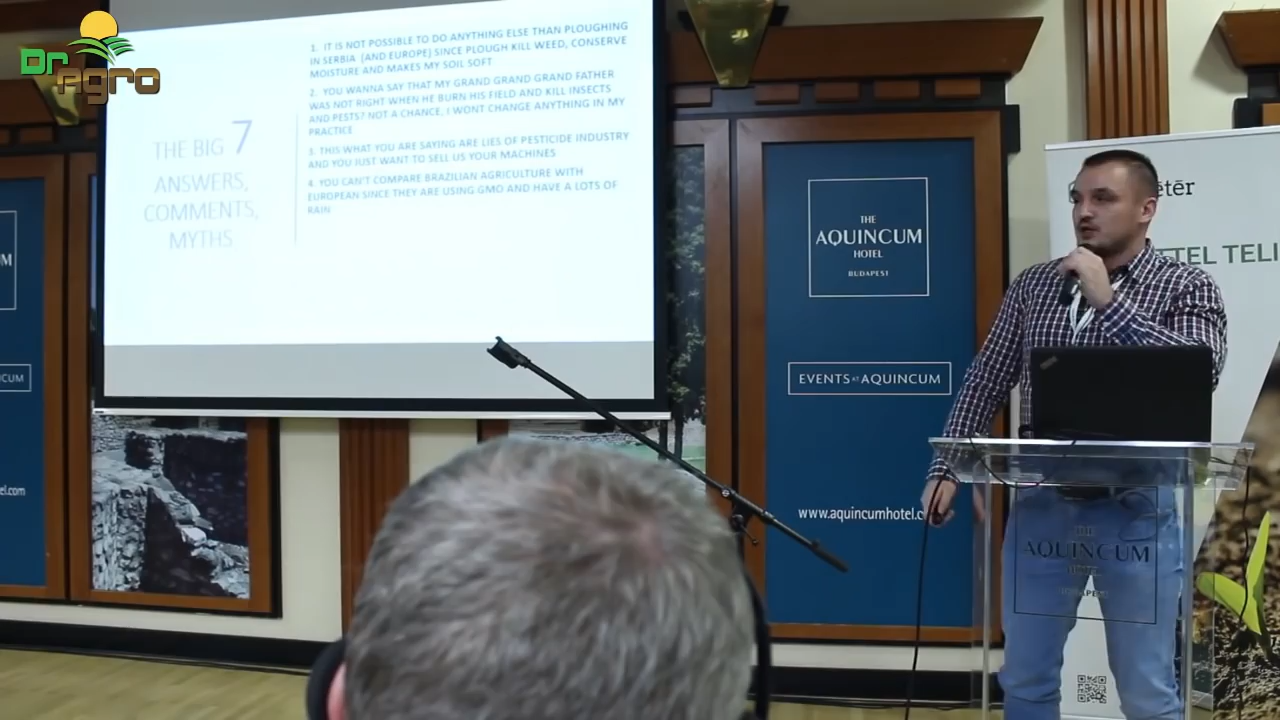 Dr
Agro
THE BIG 7
ANSWERS,
COMMENTS,
MYTHS
1. IT IS NOT POSSIBLE TO DO ANYTHING ELSE THAN PLOUGHING
IN SERBIA (AND EUROPE) SINCE PLOUGH KILL WEED, CONSERVE
MOISTURE AND MAKES MY SOIL SOFT
2. YOU WANNA SAY THAT MY GRAND GRAND GRAND FATHER
WAS NOT RIGHT WHEN HE BURN HIS FIELD AND KILL INSECTS
AND PESTS? NOT A CHANCE, I WONT CHANGE ANYTHING IN MY
PRACTICE
3. THIS WHAT YOU ARE SAYING ARE LIES OF PESTICIDE INDUSTRY
AND YOU JUST WANT TO SELL US YOUR MACHINES
4. YOU CAN'T COMPARE BRAZILIAN AGRICULTURE WITH
EUROPEAN SINCE THEY ARE USING GMO AND HAVE A LOTS OF
RAIN
M
CUM
el.com
THE
AQUINCUM
HOTEL
BUDAPEST
EVENTS AT AQUINCUM
www.aquincumhotel.c
étēr
TEL TELI
THE
AQUINCUM
HOTEL
BUDAPEST